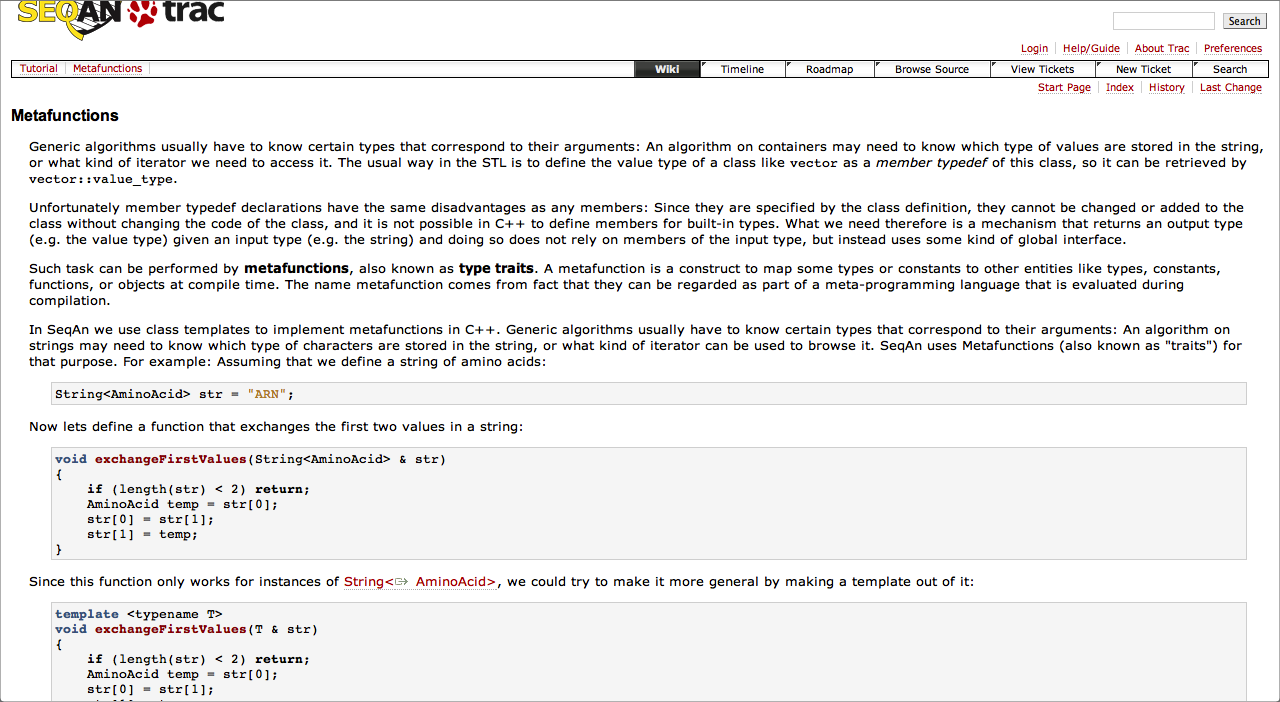 SEQAN trac
Search
Login Help/Guide About Trac Preferences
Tutorial Metafunctions Wiki Timeline Roadmap Browse Source View Tickets New Ticket Search
Start Page Index History Last Change
Metafunctions
Generic algorithms usually have to know certain types that correspond to their arguments: An algorithm on containers may need to know which type of values are stored in the string,
or what kind of iterator we need to access it. The usual way in the STL is to define the value type of a class like vector as a member typedef of this class, so it can be retrieved by
vector::value_type.
Unfortunately member typedef declarations have the same disadvantages as any members: Since they are specified by the class definition, they cannot be changed or added to the
class without changing the code of the class, and it is not possible in C++ to define members for built-in types. What we need therefore is a mechanism that returns an output type
(e.g. the value type) given an input type (e.g. the string) and doing so does not rely on members of the input type, but instead uses some kind of global interface.
Such task can be performed by metafunctions, also known as type traits. A metafunction is a construct to map some types or constants to other entities like types, constants,
functions, or objects at compile time. The name metafunction comes from fact that they can be regarded as part of a meta-programming language that is evaluated during
compilation.
In SeqAn we use class templates to implement metafunctions in C++. Generic algorithms usually have to know certain types that correspond to their arguments: An algorithm on
strings may need to know which type of characters are stored in the string, or what kind of iterator can be used to browse it. SeqAn uses Metafunctions (also known as "traits") for
that purpose. For example: Assuming that we define a string of amino acids:
String<AminoAcid> str = "ARN";
Now lets define a function that exchanges the first two values in a string:
void exchangeFirstValues(String<AminoAcid> & str)
{
if (length(str) < 2) return;
AminoAcid temp = str[0];
str[0] = str[1];
str[1] = temp;
}
Since this function only works for instances of String< AminoAcid>, we could try to make it more general by making a template out of it:
template <typename T>
void exchangeFirstValues(T & str)
{
if (length(str) < 2) return;
AminoAcid temp = str[0];
str[0] = str[1];